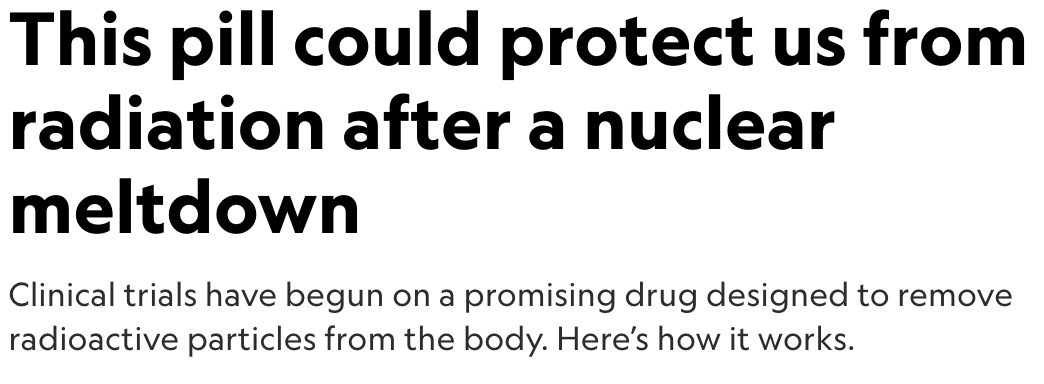 This pill could protect us from
radiation after a nuclear
meltdown
Clinical trials have begun on a promising drug designed to remove
radioactive particles from the body. Here’s how it works.